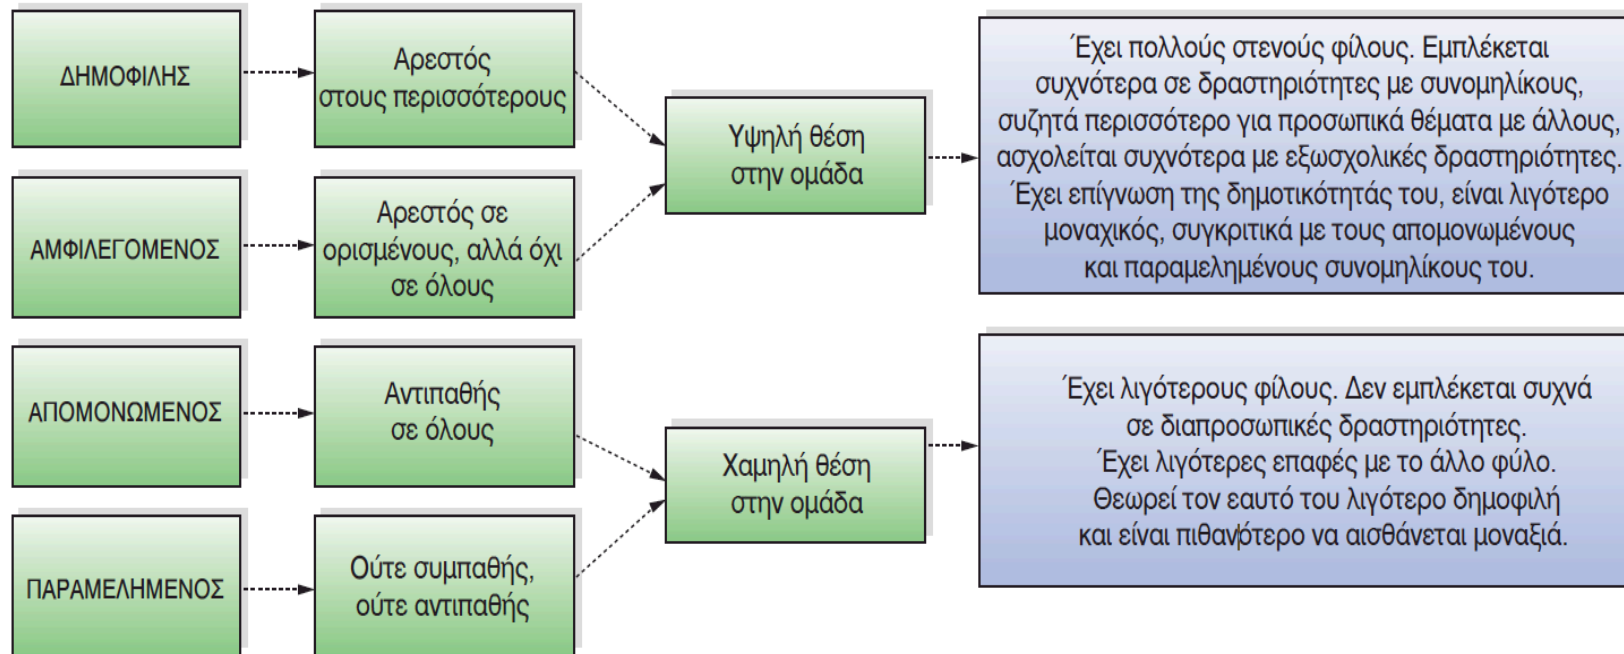 ΔΗΜΟΦΙΛΗΣ
Αρεστός
στους περισσότερους
ΑΜΦΙΛΕΓΟΜΕΝΟΣ
Αρεστός σε
ορισμένους, αλλά όχι
σε όλους
Υψηλή θέση
στην ομάδα
Έχει πολλούς στενούς φίλους. Εμπλέκεται
συχνότερα σε δραστηριότητες με συνομηλίκους,
συζητά περισσότερο για προσωπικά θέματα με άλλους,
ασχολείται συχνότερα με εξωσχολικές δραστηριότητες.
Έχει επίγνωση της δημοτικότητάς του, είναι λιγότερο
μοναχικός, συγκριτικά με τους απομονωμένους
και παραμελημένους συνομηλίκους του.
ΑΠΟΜΟΝΩΜΕΝΟΣ
Αντιπαθής
σε όλους
ΠΑΡΑΜΕΛΗΜΕΝΟΣ
Ούτε συμπαθής,
ούτε αντιπαθής
Χαμηλή θέση
στην ομάδα
Έχει λιγότερους φίλους. Δεν εμπλέκεται συχνά
σε διαπροσωπικές δραστηριότητες.
Έχει λιγότερες επαφές με το άλλο φύλο.
Θεωρεί τον εαυτό του λιγότερο δημοφιλή
και είναι πιθανότερο να αισθάνεται μοναξιά.